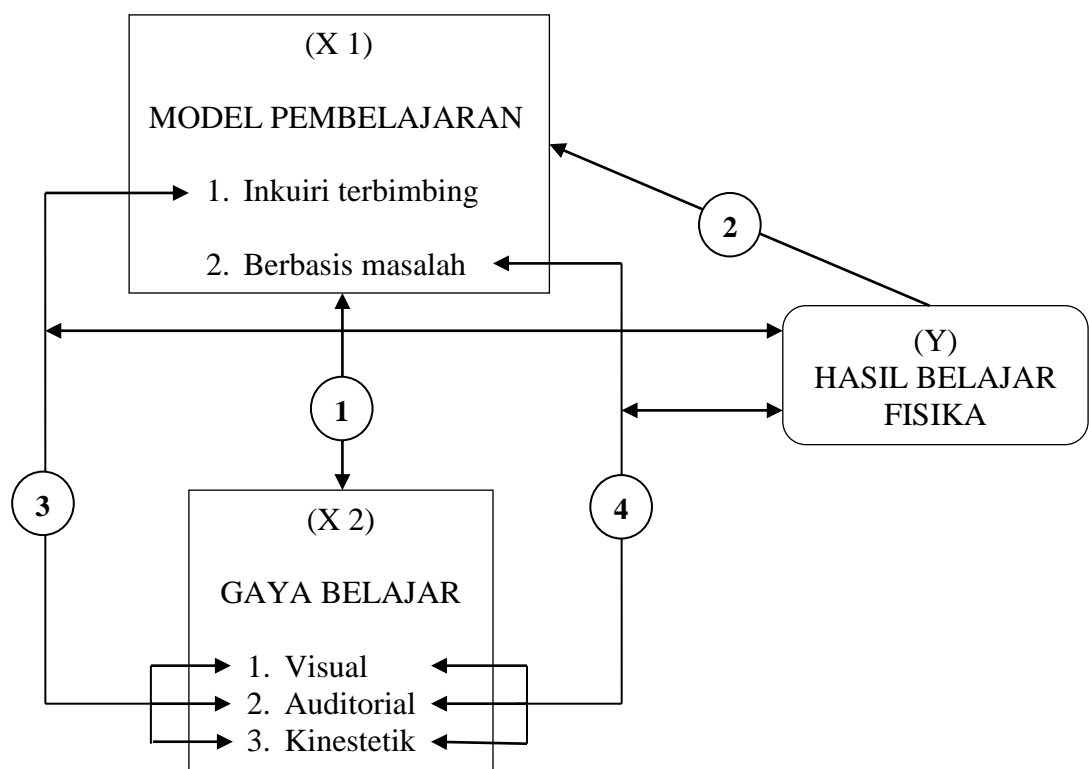 (X 1)
MODEL PEMBELAJARAN
1. Inkuiri terbimbing
2. Berbasis masalah
2
(Y)
HASIL BELAJAR
FISIKA
1
3
4
(X 2)
GAYA BELAJAR
1. Visual
2. Auditorial
3. Kinestetik